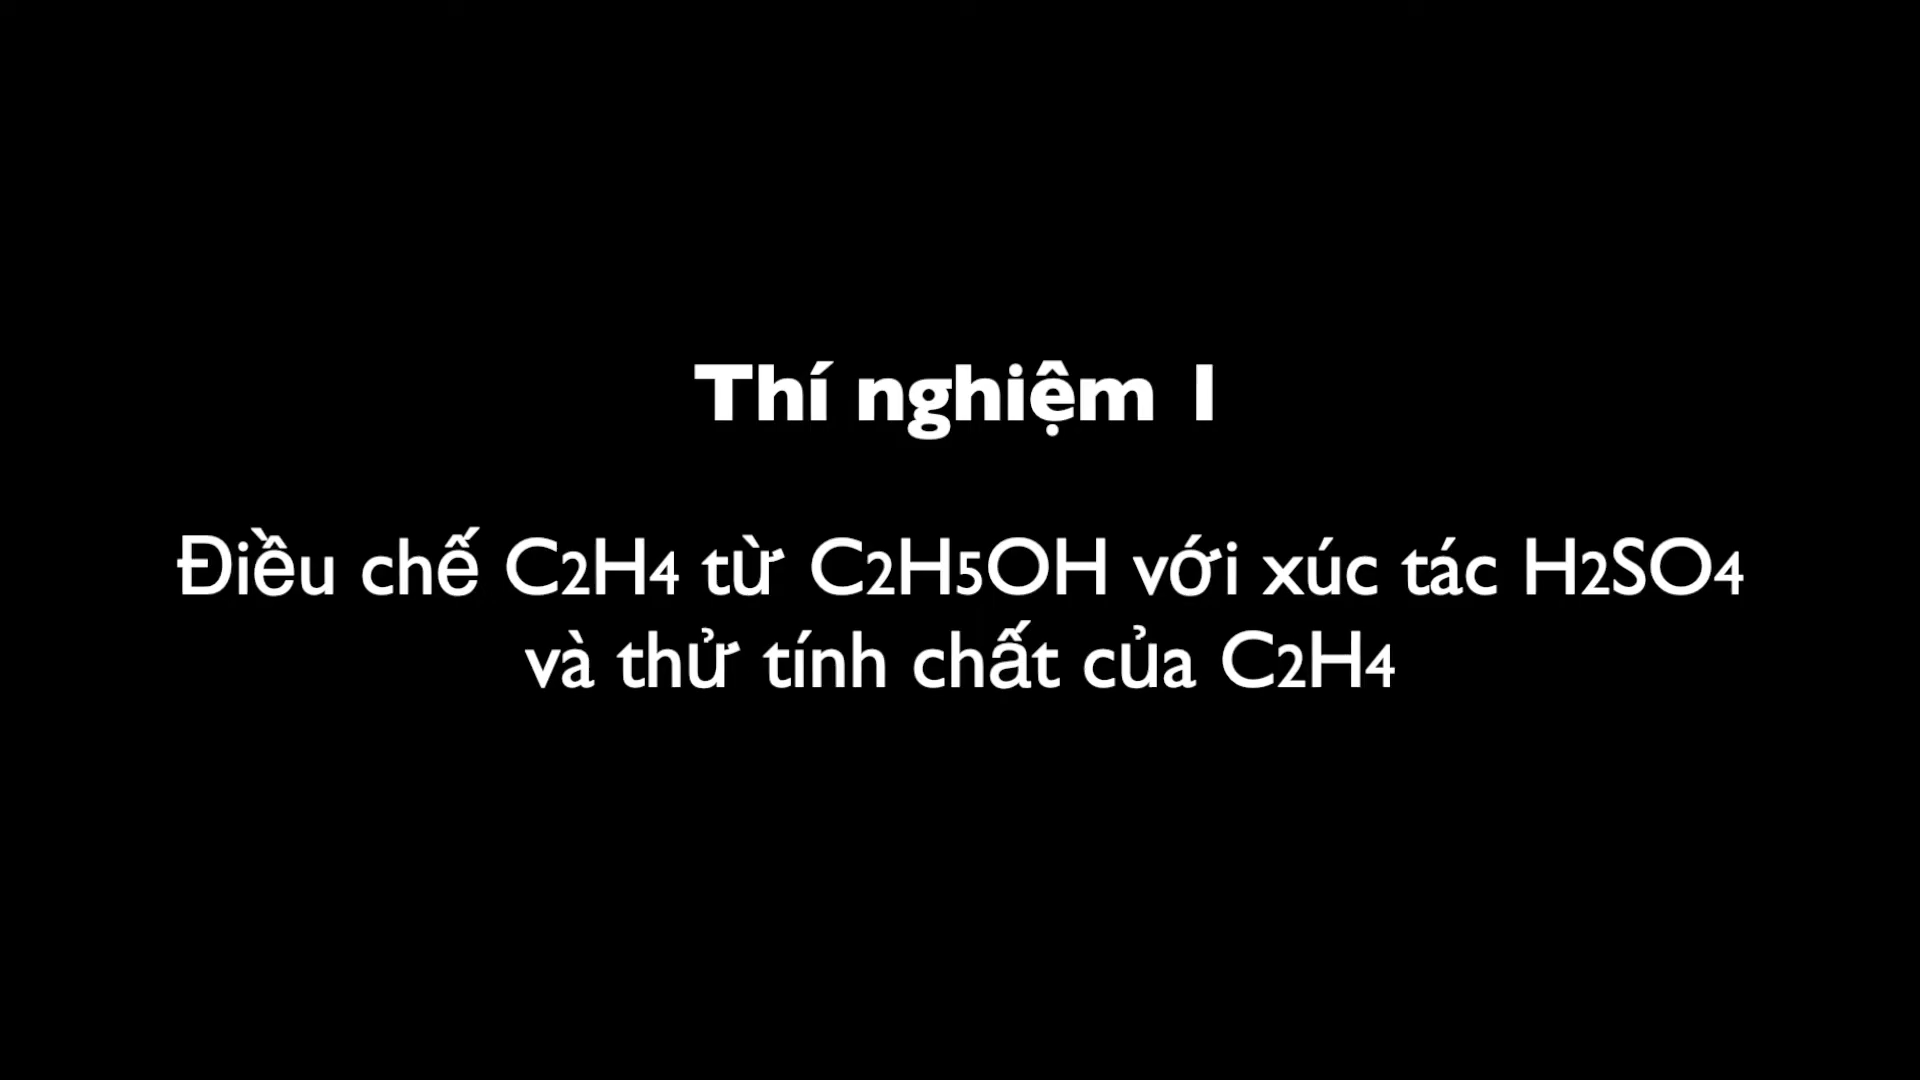 Thí nghiệm 1
Điều chế C2H4 từ C2H5OH với xúc tác H2SO4
và thử tính chất của C2H4